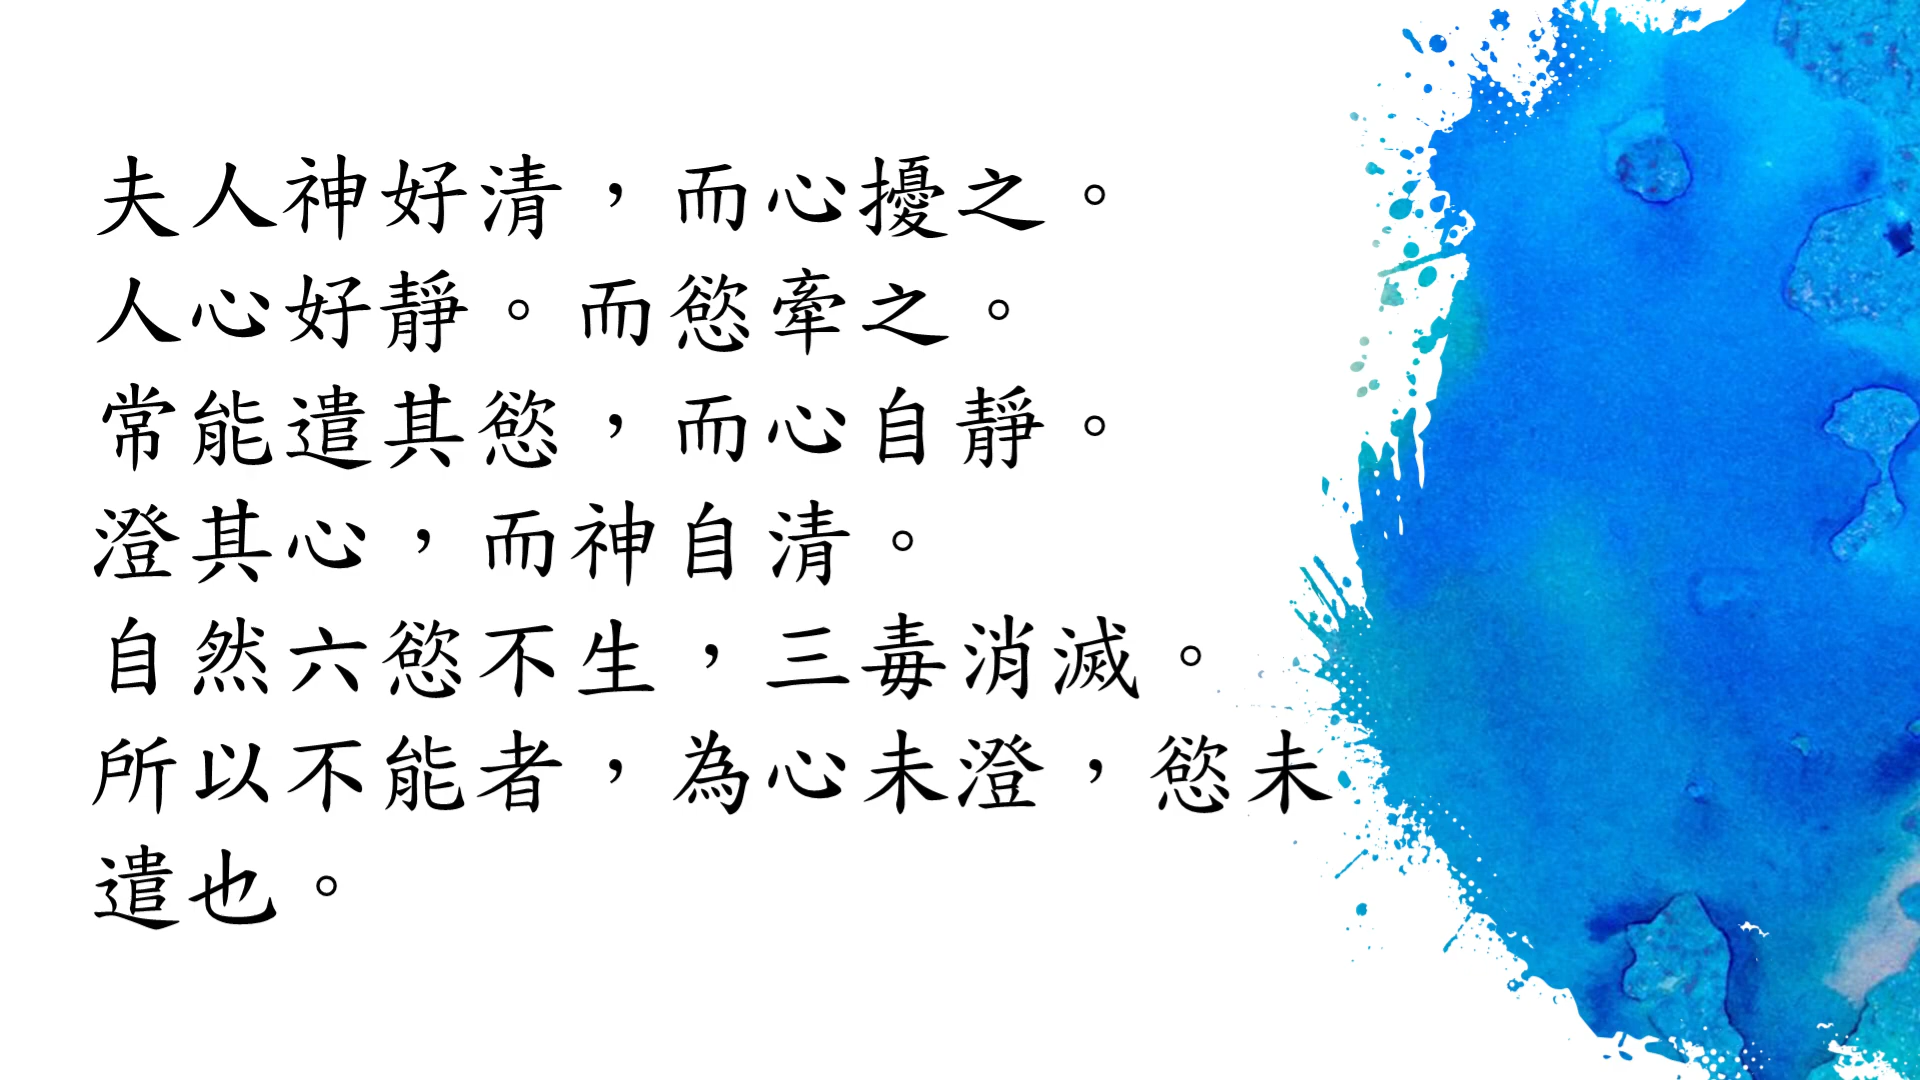 夫人神好清，而心擾之。
人心好靜。而慾牽之。
常能遣其慾，而心自靜。
澄其心，而神自清。
自然六慾不生，三毒消滅。
所以不能者，為心未澄，慾未
遣也。